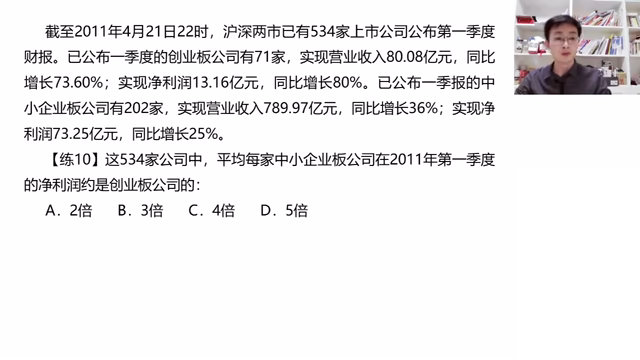 截至2011年4月21日22时，沪深两市已有534家上市公司公布第一季度
财报。已公布一季度的创业板公司有71家，实现营业收入80.08亿元，同比
增长73.60%；实现净利润13.16亿元，同比增长80%。已公布一季报的中
小企业板公司有202家，实现营业收入789.97亿元，同比增长36%；实现净
利润73.25亿元，同比增长25%。
【练10】这534家公司中，平均每家中小企业板公司在2011年第一季度
的净利润约是创业板公司的：
A．2倍 B．3倍 C．4倍 D．5倍